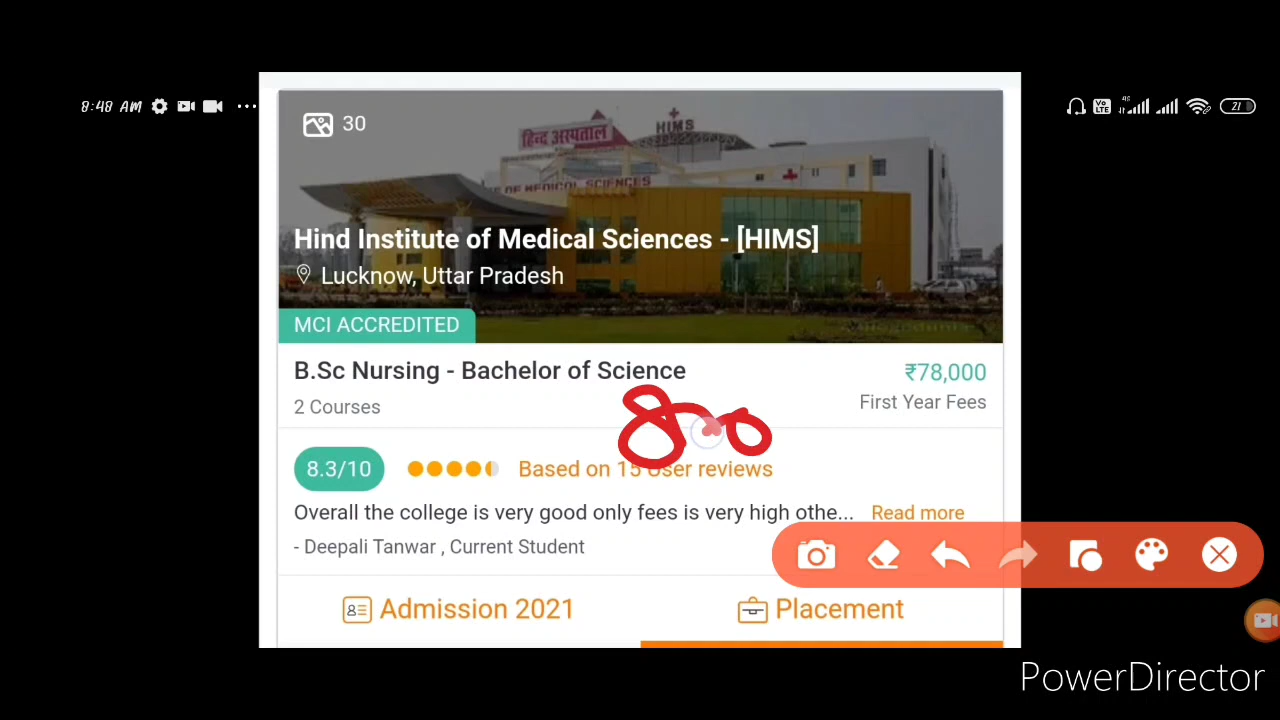 8:48 AM
21
30
हिन्द अस्पताल
HIMS
OF MEDICAL SCIENCES
Hind Institute of Medical Sciences - [HIMS]
Lucknow, Uttar Pradesh
MCI ACCREDITED
B.Sc Nursing - Bachelor of Science
₹78,000
2 Courses
First Year Fees
80
8.3/10
Based on 15 User reviews
Overall the college is very good only fees is very high othe... Read more
- Deepali Tanwar , Current Student
Admission 2021
Placement
PowerDirector